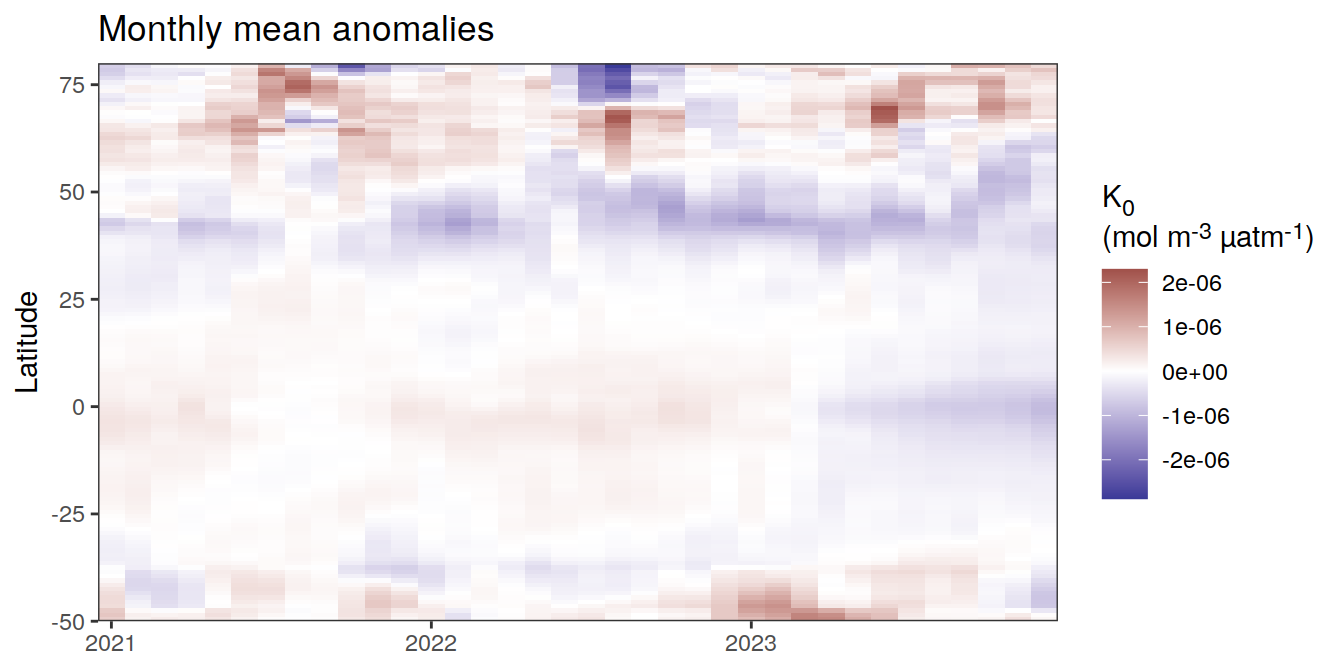 Monthly mean anomalies
Latitude
75
50
25
0
-25
-50
2021
2022
2023
K₀
(mol m⁻³ µatm⁻¹)
2e-06
1e-06
0e+00
-1e-06
-2e-06